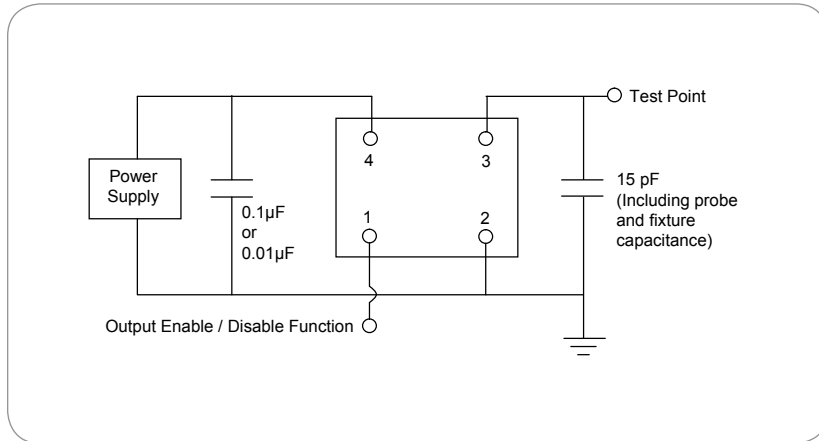 Test Point
4
3
Power
Supply
0.1µF
or
0.01µF
1
2
15 pF
(Including probe
and fixture
capacitance)
Output Enable / Disable Function